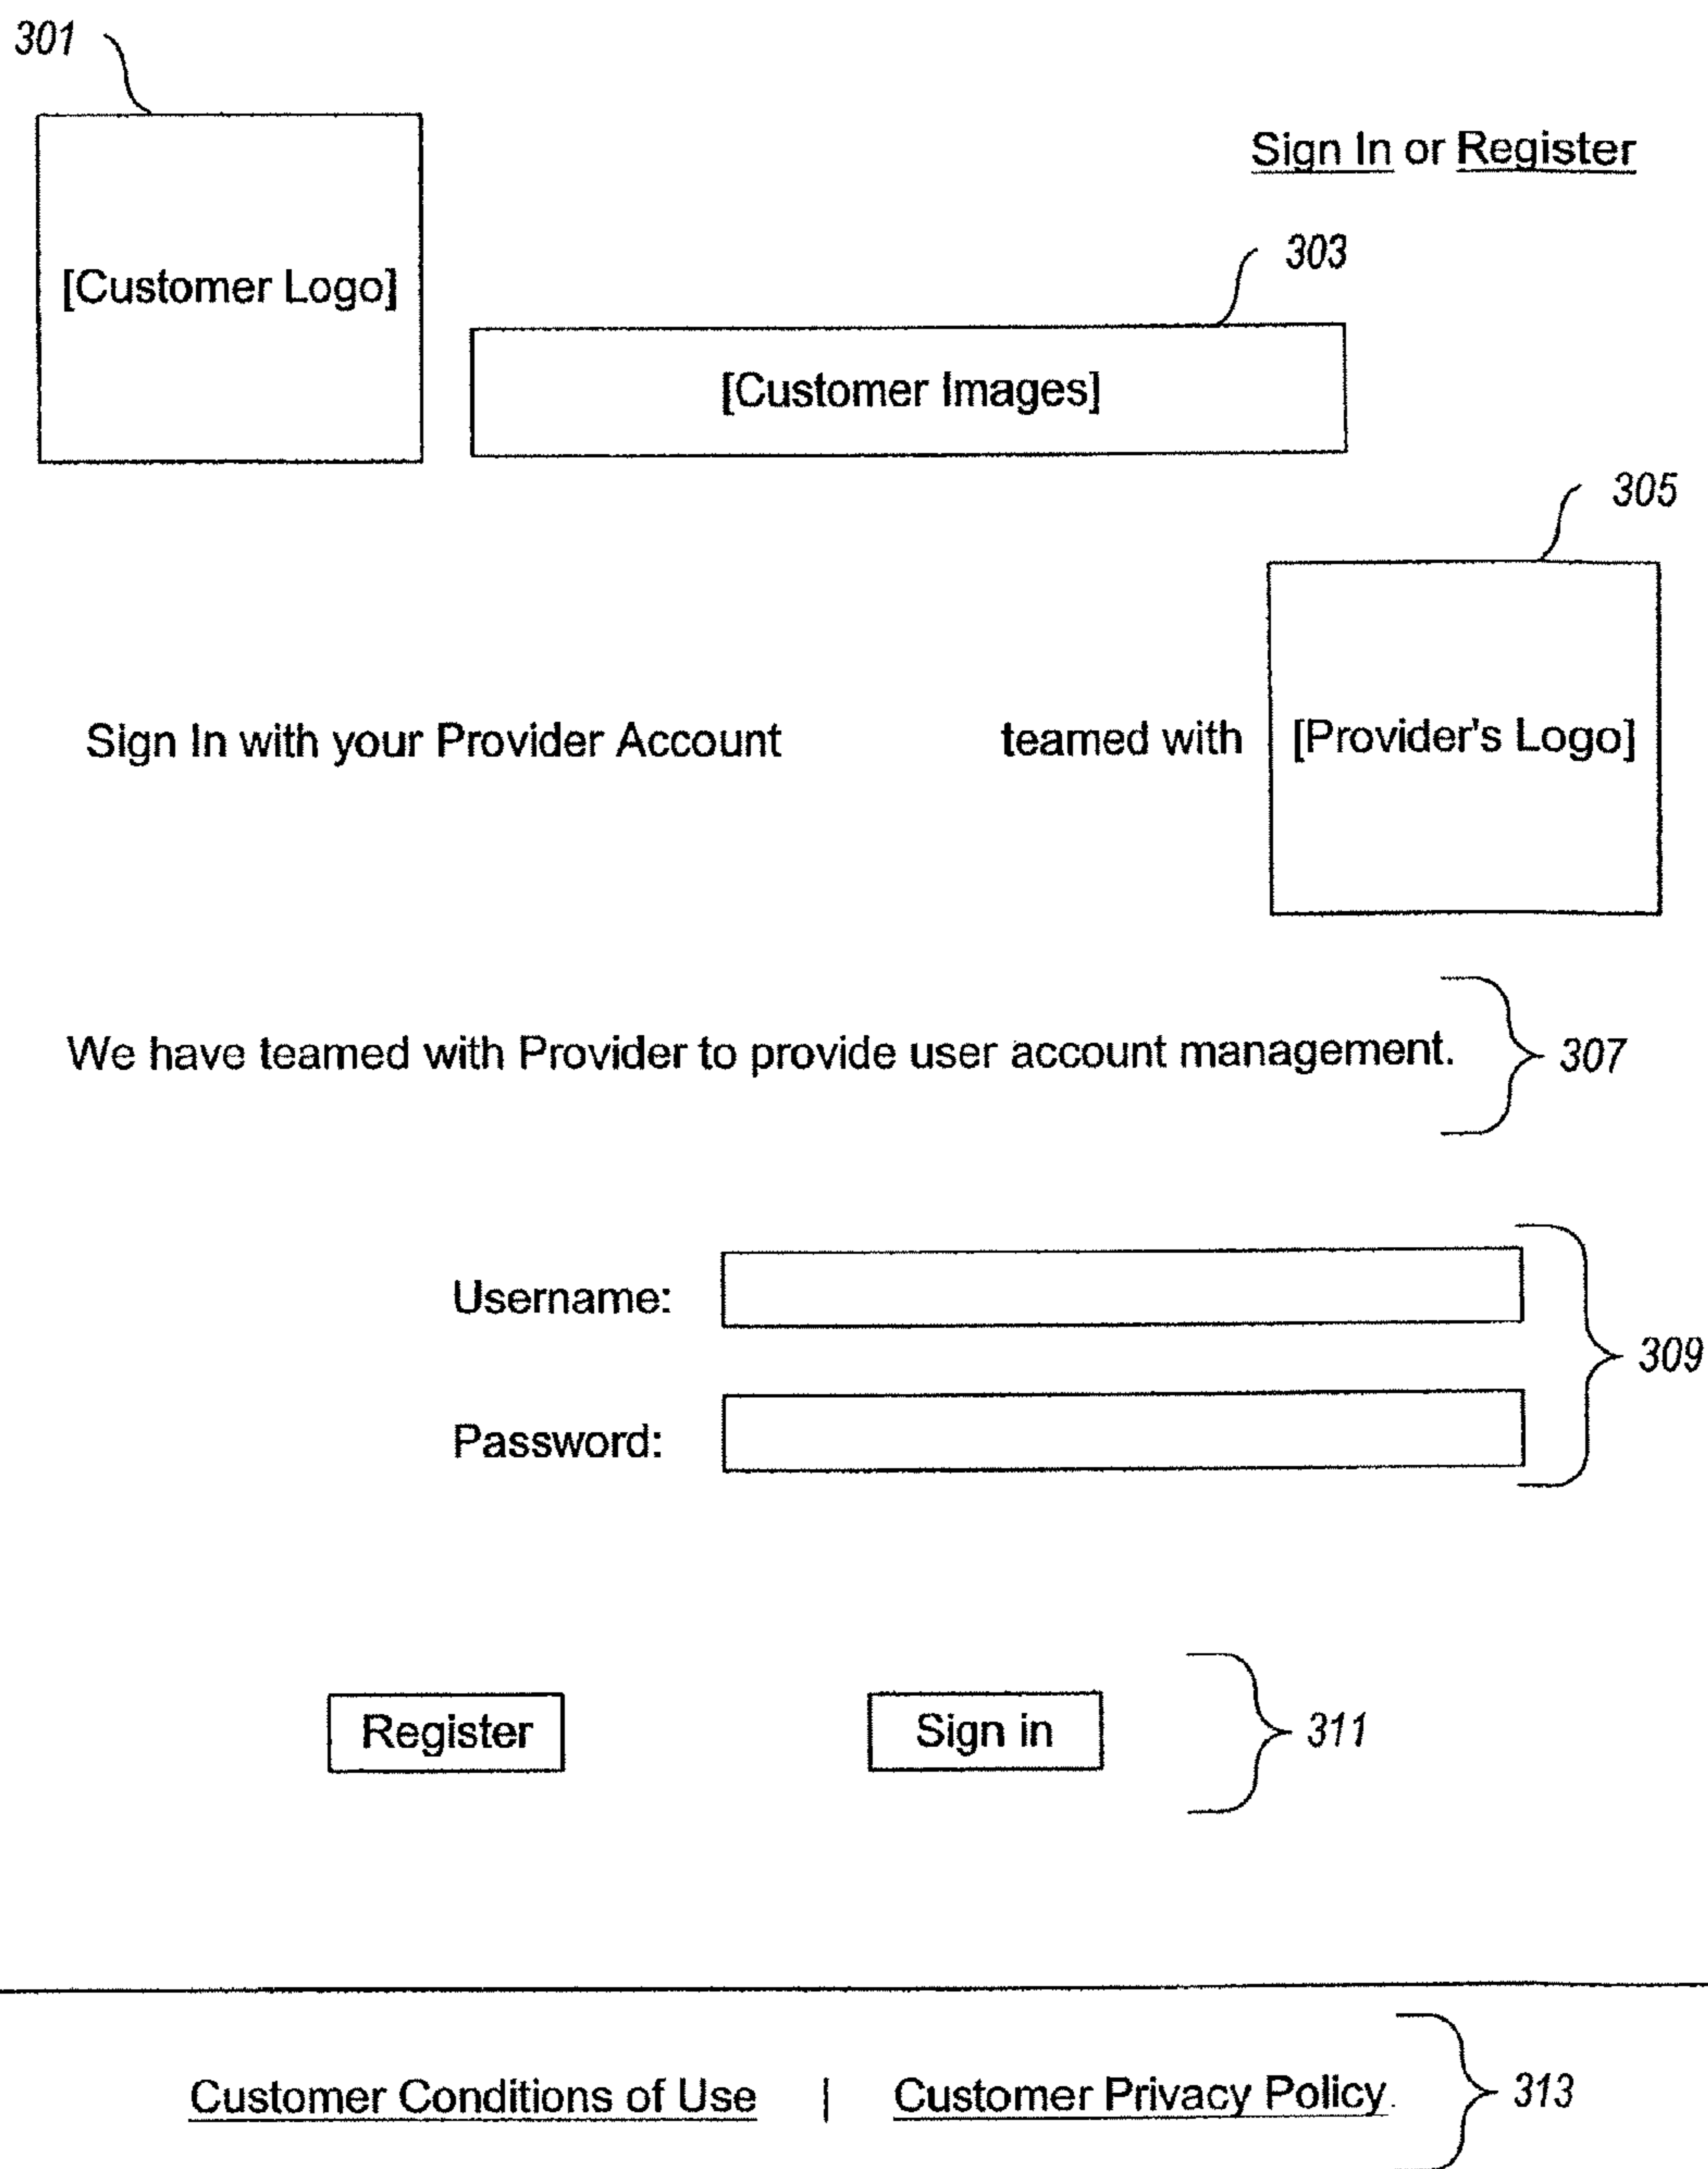 301
Sign In or Register
[Customer Logo]
303
[Customer Images]
305
Sign In with your Provider Account teamed with [Provider's Logo]
We have teamed with Provider to provide user account management. 307
Username:
309
Password:
Register Sign in 311
Customer Conditions of Use | Customer Privacy Policy 313